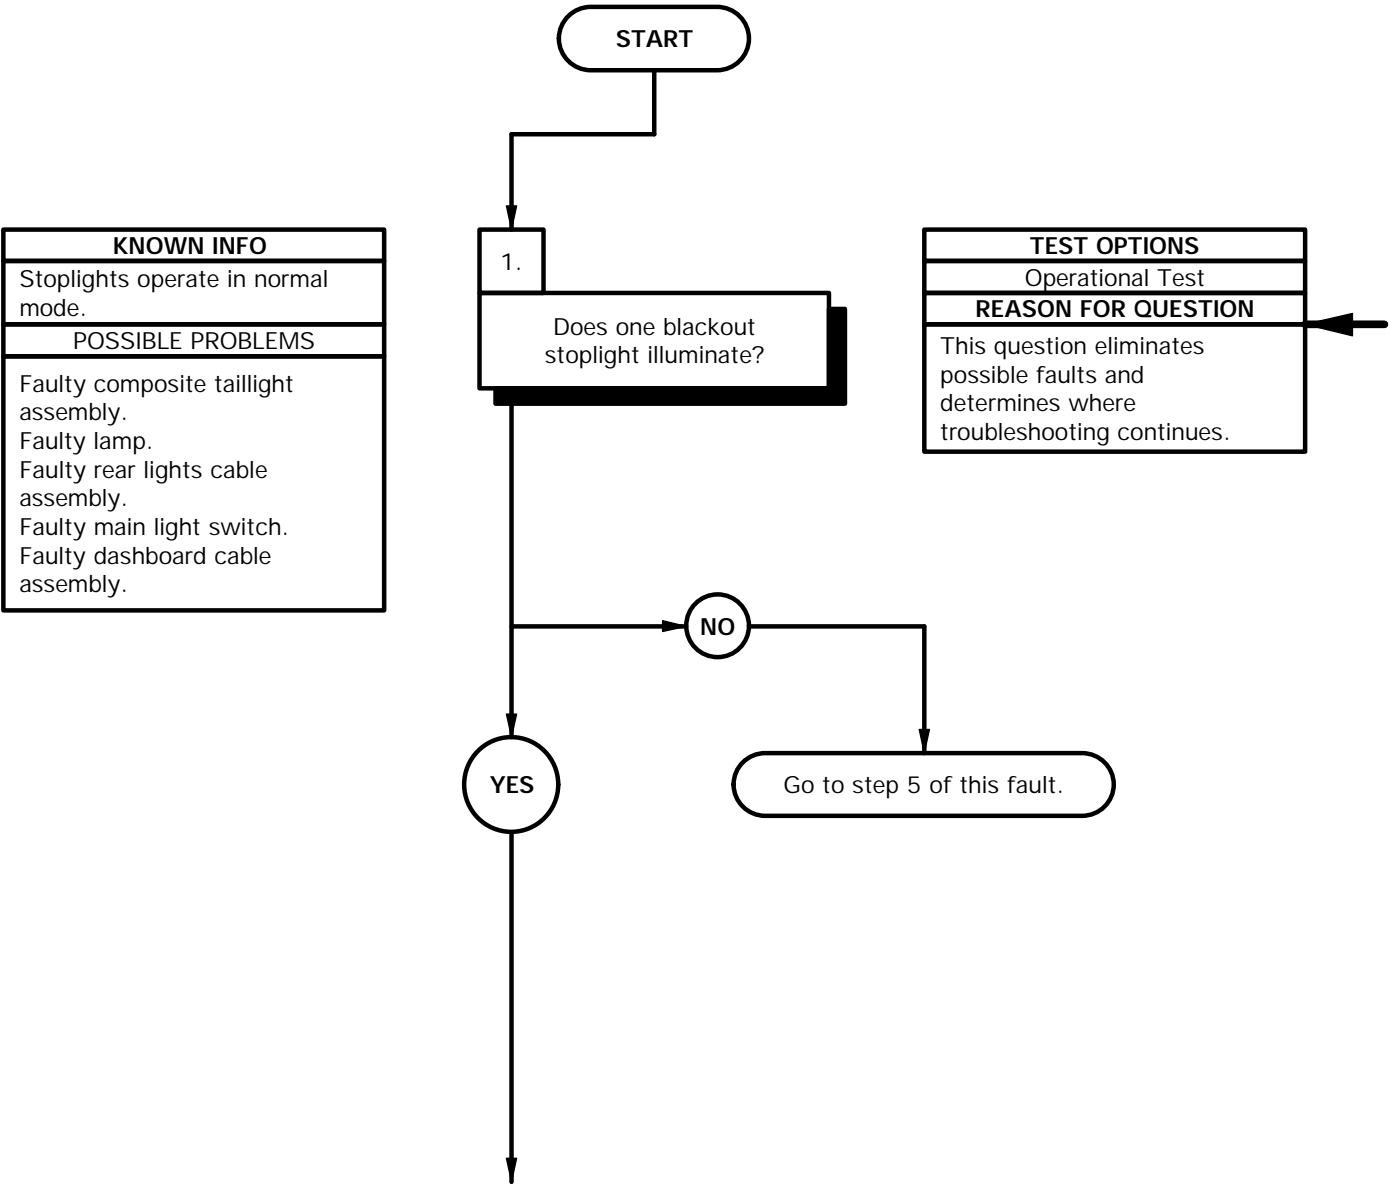 START
KNOWN INFO
Stoplights operate in normal
mode.
POSSIBLE PROBLEMS
Faulty composite taillight
assembly.
Faulty lamp.
Faulty rear lights cable
assembly.
Faulty main light switch.
Faulty dashboard cable
assembly.
1.
Does one blackout
stoplight illuminate?
TEST OPTIONS
Operational Test
REASON FOR QUESTION
This question eliminates
possible faults and
determines where
troubleshooting continues.
NO
YES
Go to step 5 of this fault.